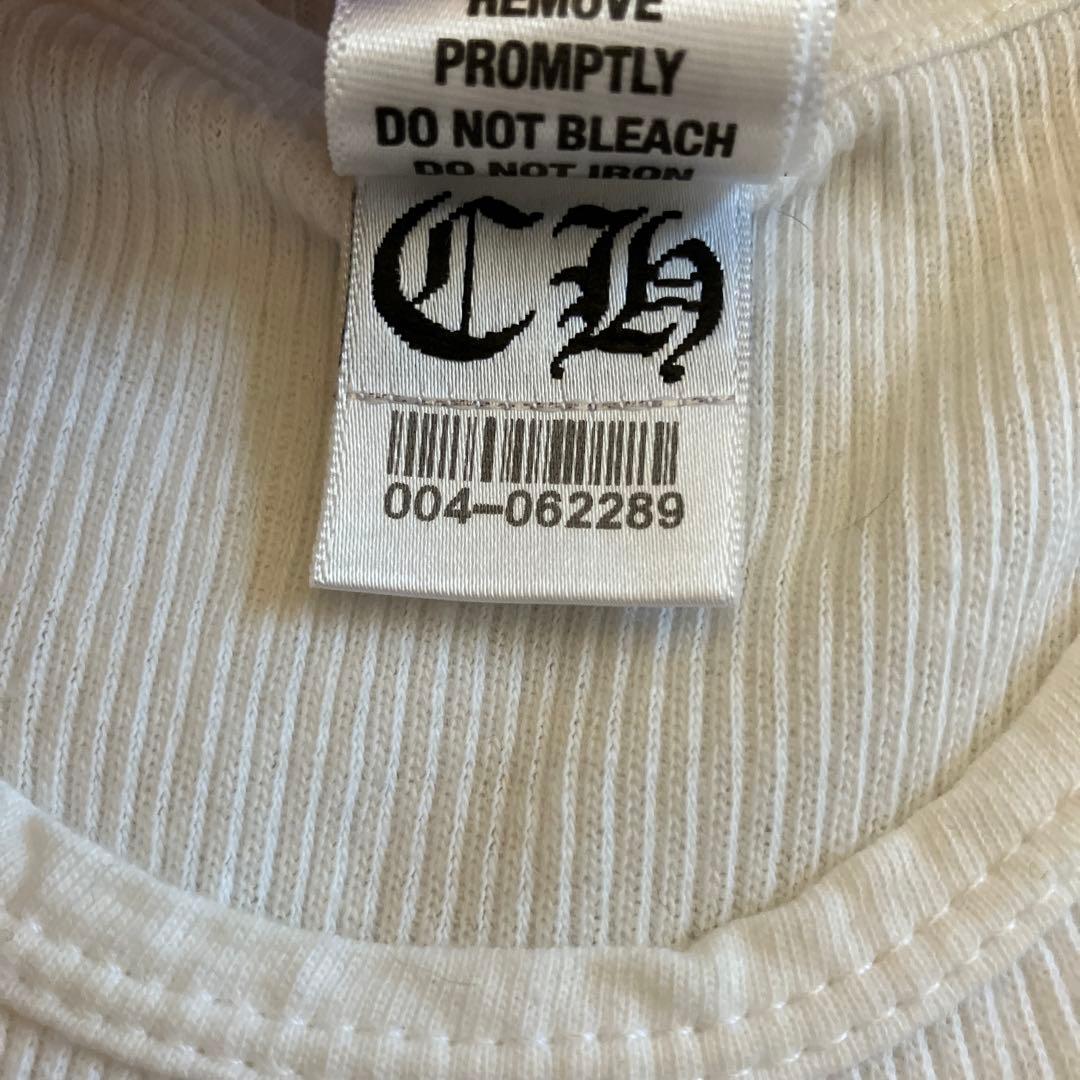 REMOVE
PROMPTLY
DO NOT BLEACH
DO NOT IRON
CH
004-062289